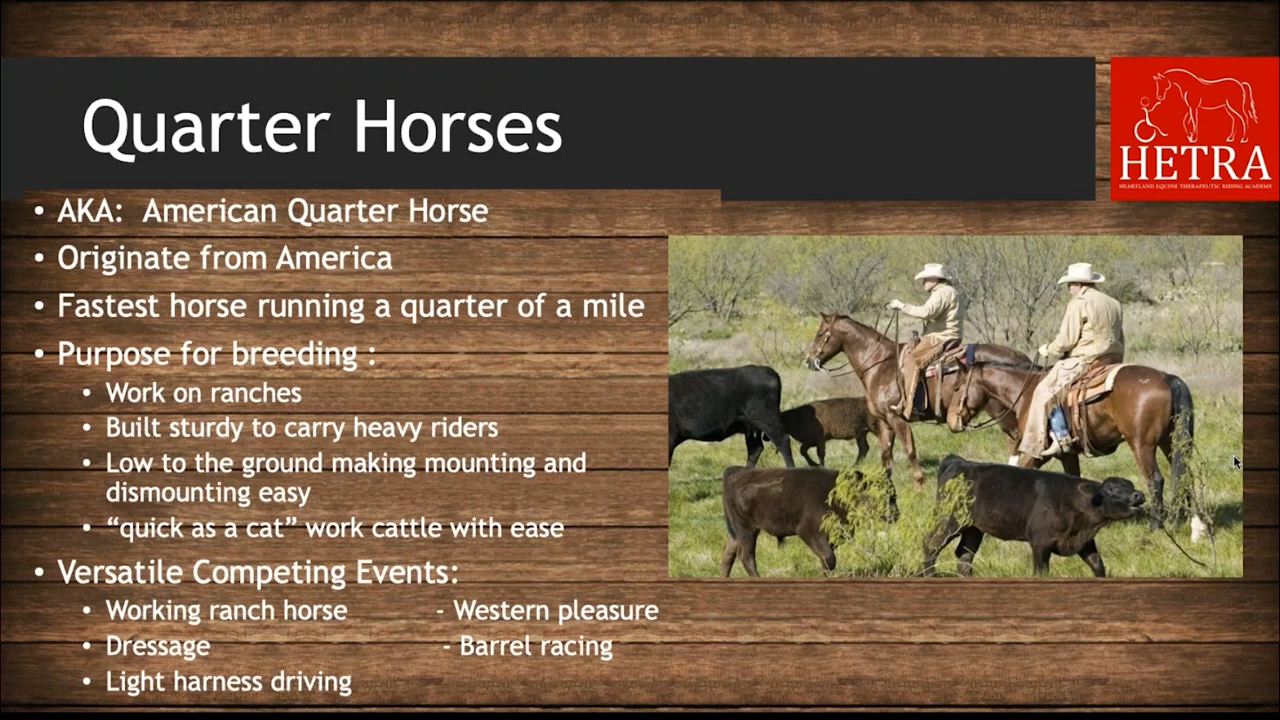 Quarter Horses
HETRA
HEARTLAND EQUINE THERAPEUTIC RIDING ACADEMY
• AKA:  American Quarter Horse
• Originate from America
• Fastest horse running a quarter of a mile
• Purpose for breeding :
• Work on ranches
• Built sturdy to carry heavy riders
• Low to the ground making mounting and
dismounting easy
• “quick as a cat” work cattle with ease
• Versatile Competing Events:
• Working ranch horse - Western pleasure
• Dressage - Barrel racing
• Light harness driving